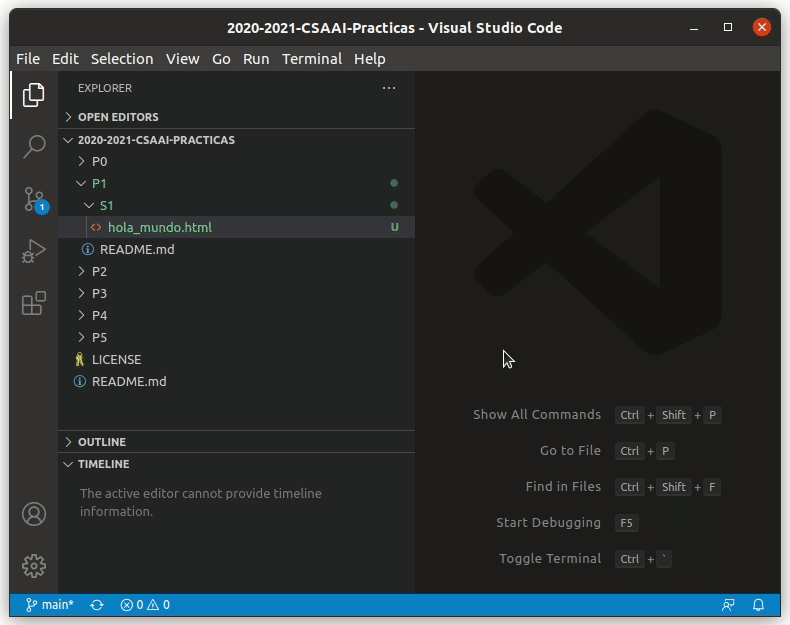 2020-2021-CSAAI-Practicas - Visual Studio Code
File Edit Selection View Go Run Terminal Help
EXPLORER
OPEN EDITORS
2020-2021-CSAAI-PRACTICAS
P0
P1
S1
hola_mundo.html U
README.md
P2
P3
P4
P5
LICENSE
README.md
OUTLINE
TIMELINE
The active editor cannot provide timeline
information.
1
Show All Commands Ctrl + Shift + P
Go to File Ctrl + P
Find in Files Ctrl + Shift + F
Start Debugging F5
Toggle Terminal Ctrl + `
main* 0 0